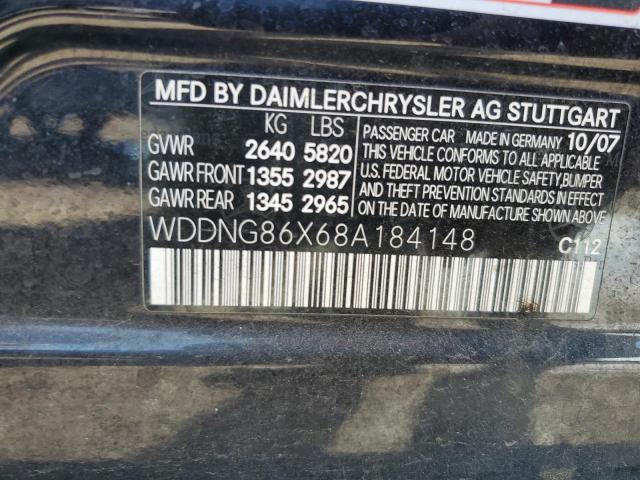 MFD BY DAIMLERCHRYSLER AG STUTTGART
KG LBS
GVWR 2640 5820
GAWR FRONT 1355 2987
GAWR REAR 1345 2965
PASSENGER CAR MADE IN GERMANY 10/07
THIS VEHICLE CONFORMS TO ALL APPLICABLE
U.S. FEDERAL MOTOR VEHICLE SAFETY, BUMPER
AND THEFT PREVENTION STANDARDS IN EFFECT
ON THE DATE OF MANUFACTURE SHOWN ABOVE
WDDNG86X68A184148
C112